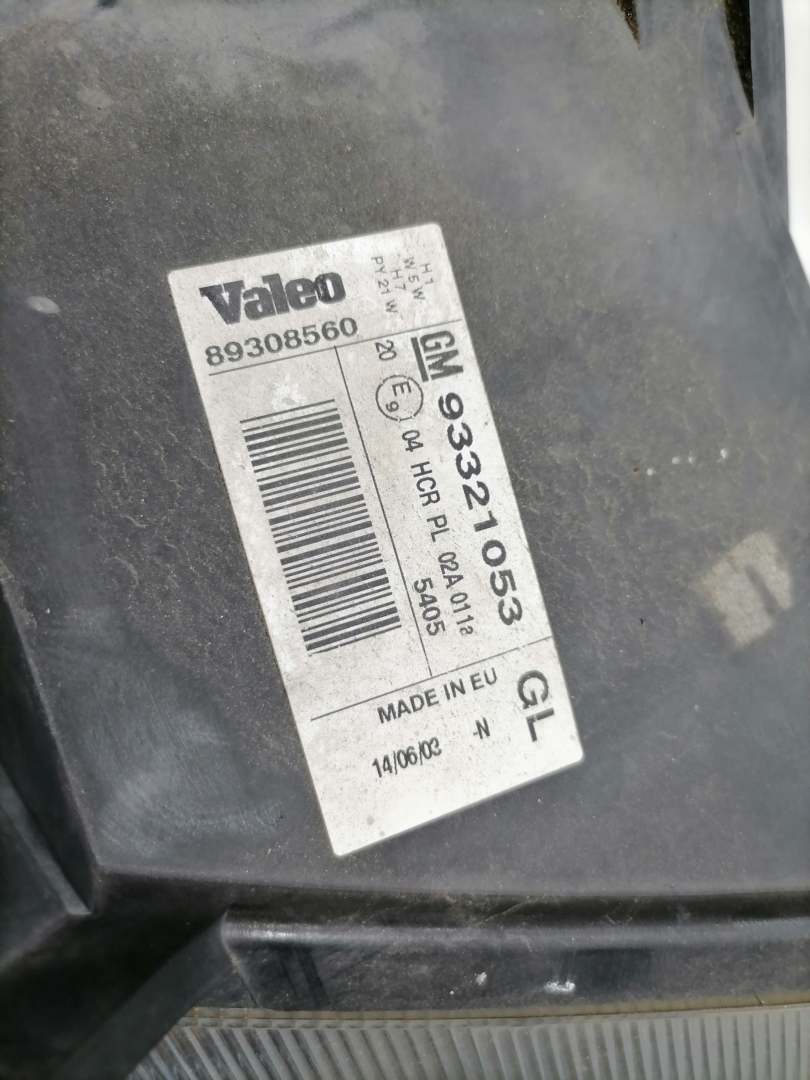 Valeo
89308560
H1
W5W
H7
PY21W
GM 93321053
20 E9 04 HCR PL 02A 0112
5405
MADE IN EU
GL
14/06/03 -N